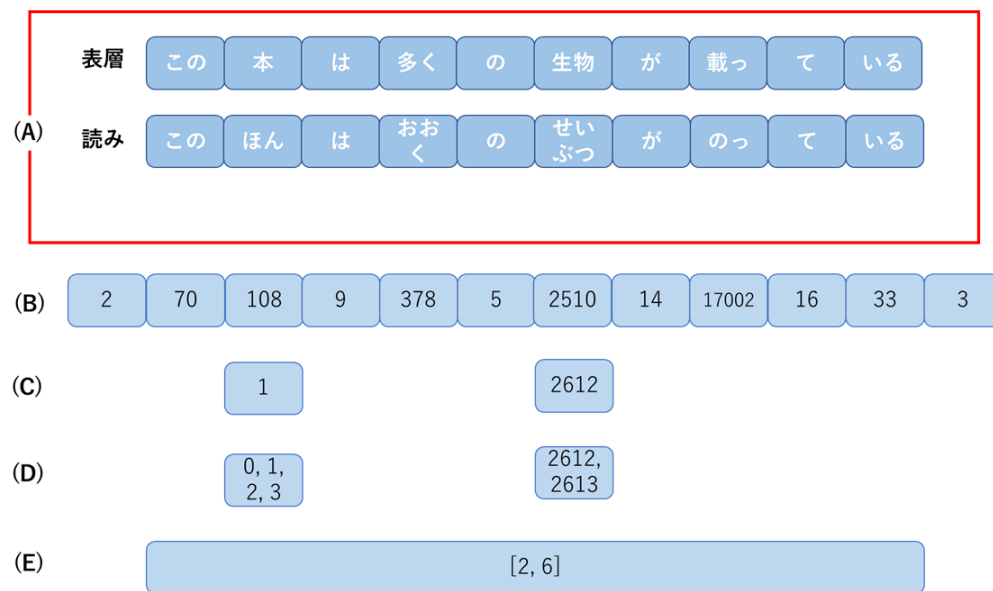 表層 この 本 は 多く の 生物 が 載っ て いる
(A)
読み この ほん は おおく の せいぶつ が のっ て いる
(B) 2 70 108 9 378 5 2510 14 17002 16 33 3
(C) 1 2612
(D) 0, 1, 2, 3 2612, 2613
(E) [2, 6]